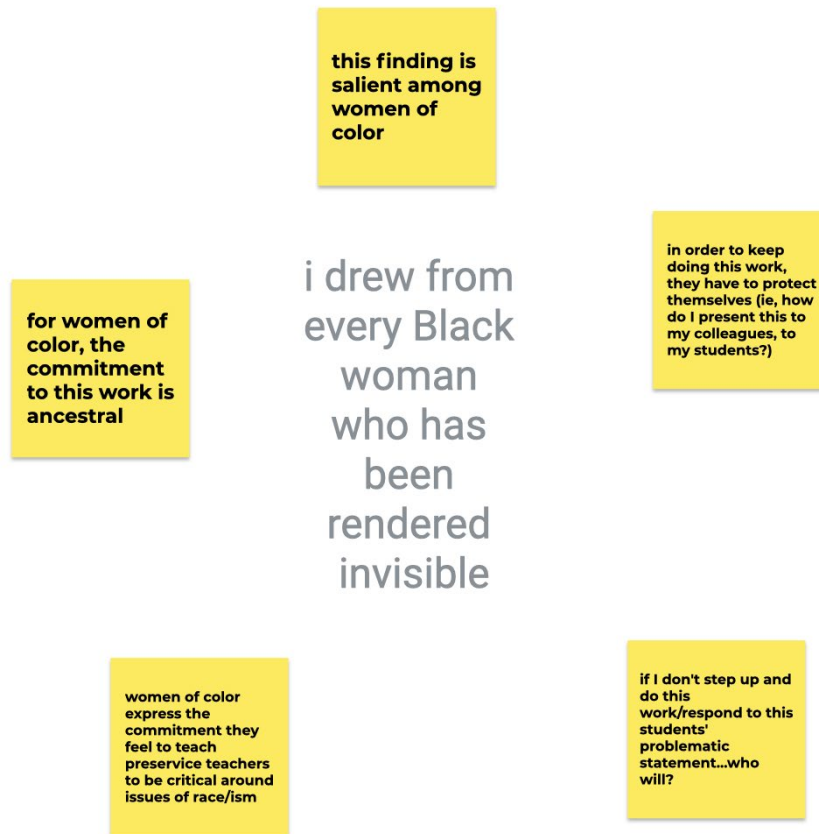 this finding is
salient among
women of
color
i drew from
every Black
woman
who has
been
rendered
invisible
in order to keep
doing this work,
they have to protect
themselves (ie, how
do I present this to
my colleagues, to
my students?)
for women of
color, the
commitment
to this work is
ancestral
women of color
express the
commitment they
feel to teach
preservice teachers
to be critical around
issues of race/ism
if I don't step up and
do this
work/respond to this
students'
problematic
statement...who
will?